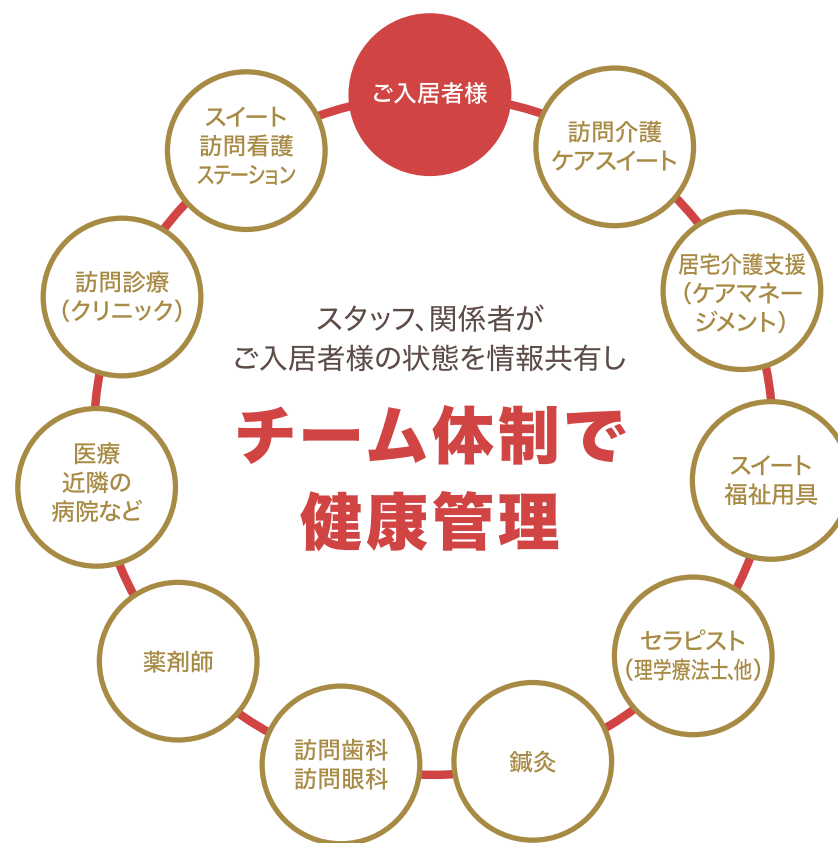 ご入居者様
訪問介護
ケアスイート
居宅介護支援
（ケアマネー
ジメント）
スイート
福祉用具
セラピスト
（理学療法士、他）
鍼灸
訪問歯科
訪問眼科
薬剤師
医療
近隣の
病院など
訪問診療
（クリニック）
スイート
訪問看護
ステーション
スタッフ、関係者が
ご入居者様の状態を情報共有し
チーム体制で
健康管理